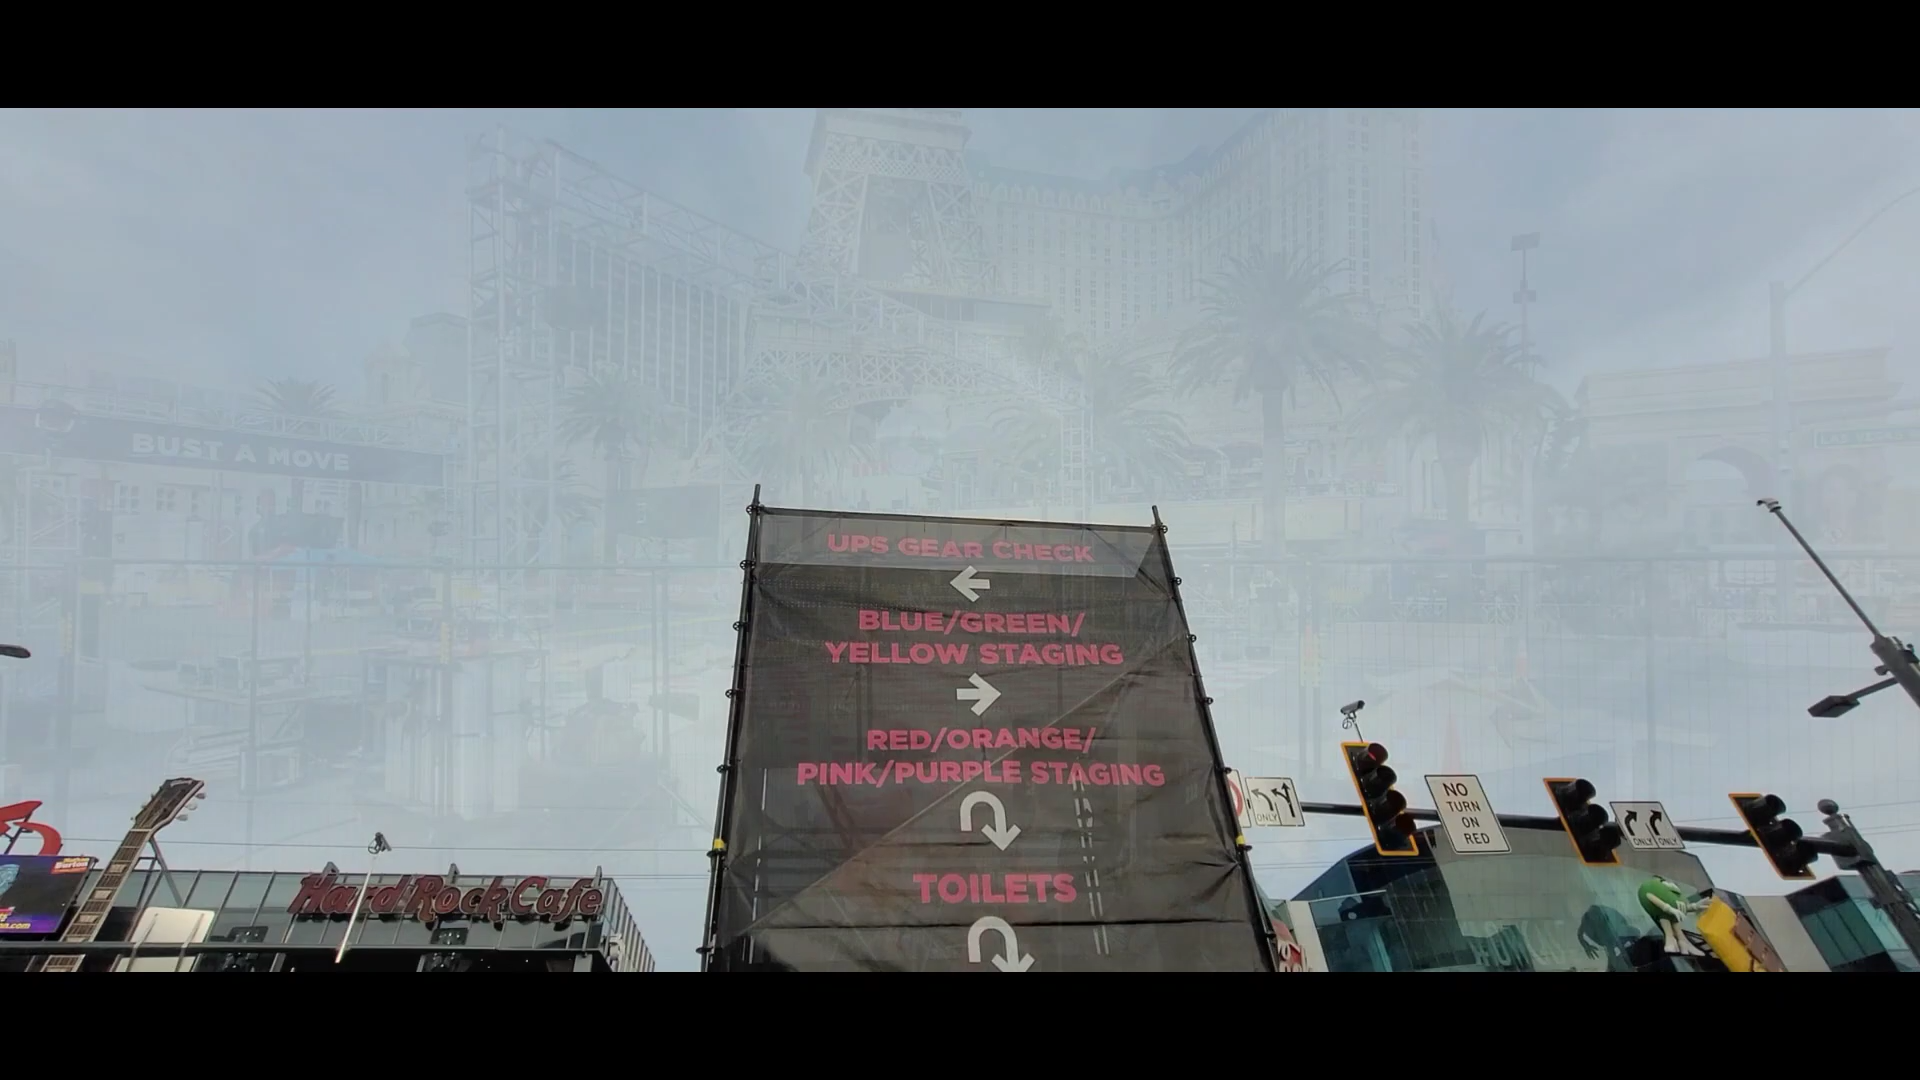 BUST A MOVE
UPS GEAR CHECK
BLUE/GREEN/
YELLOW STAGING
RED/ORANGE/
PINK/PURPLE STAGING
TOILETS
Hard Rock Cafe
ONLY
NO
TURN
ON
RED
ONLY ONLY